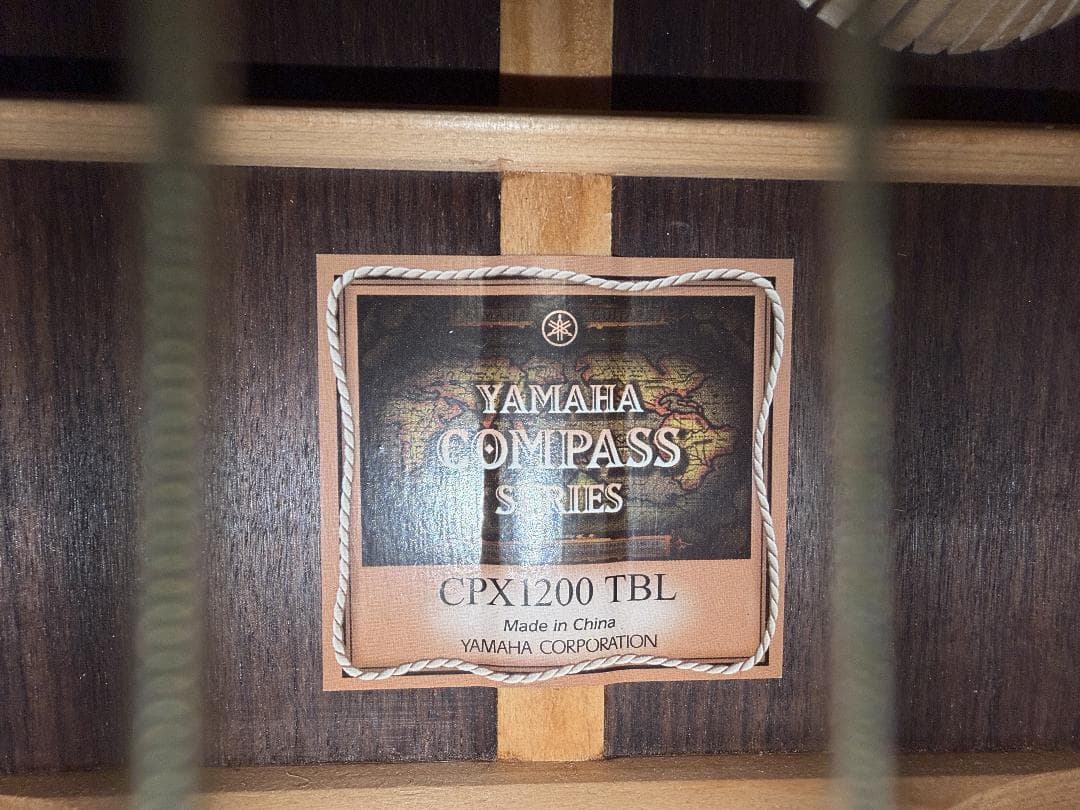 YAMAHA
COMPASS
SERIES
CPX1200 TBL
Made in China
YAMAHA CORPORATION